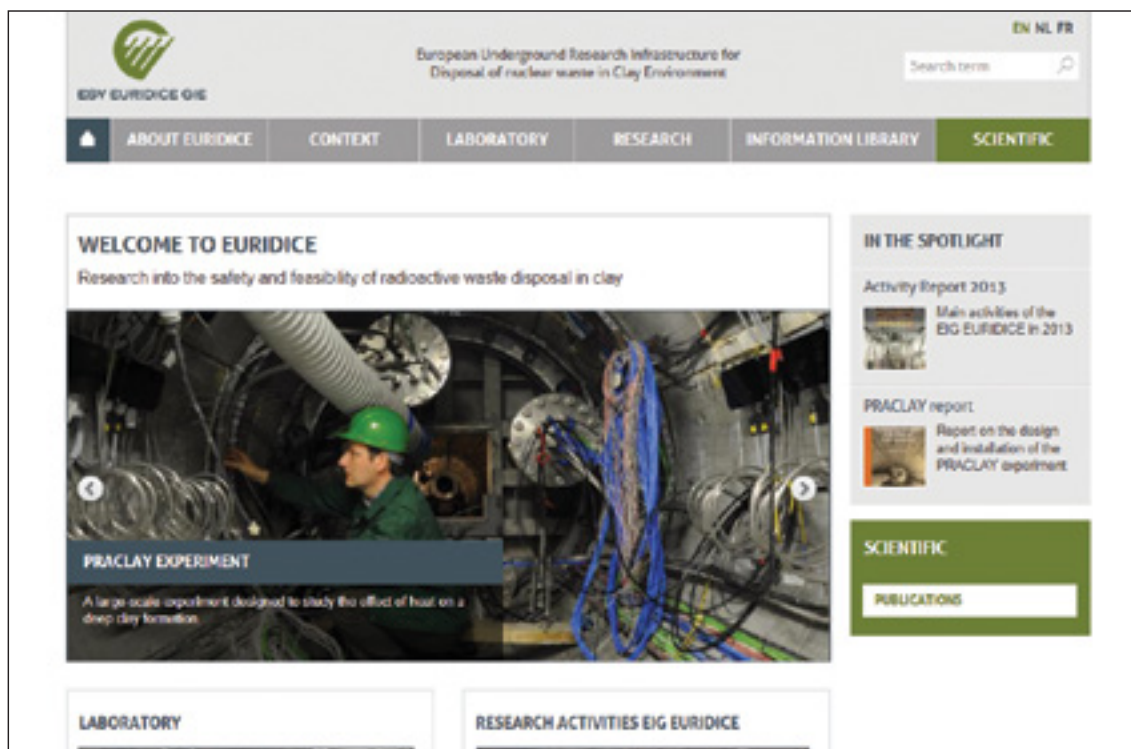 EN NL FR
European Underground Research Infrastructure for
Disposal of nuclear waste in Clay Environment
Search term
ESV EURIDICE GIE
ABOUT EURIDICE
CONTEXT
LABORATORY
RESEARCH
INFORMATION LIBRARY
SCIENTIFIC
WELCOME TO EURIDICE
Research into the safety and feasibility of radioactive waste disposal in clay
PRACLAY EXPERIMENT
A large-scale experiment designed to study the effect of heat on a
deep clay formation.
IN THE SPOTLIGHT
Activity Report 2013
Main activities of the
EIG EURIDICE in 2013
PRACLAY report
Report on the design
and installation of the
PRACLAY experiment
SCIENTIFIC
PUBLICATIONS
LABORATORY
RESEARCH ACTIVITIES EIG EURIDICE